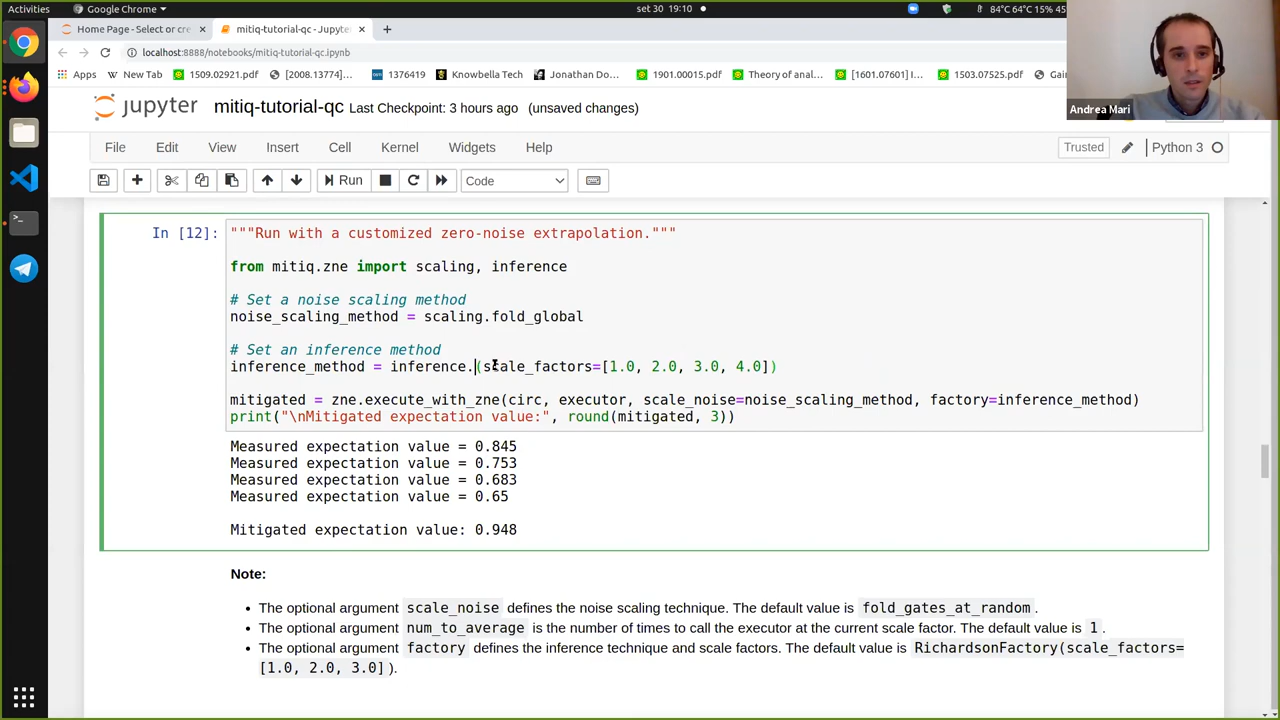 Activities
Google Chrome
set 30 19:10
84°C 64°C 15% 45
Home Page - Select or cre
mitiq-tutorial-qc - Jupyte
localhost:8888/notebooks/mitiq-tutorial-qc.ipynb
Apps
New Tab
1509.02921.pdf
[2008.13774]...
1376419
Knowbella Tech
Jonathan Do...
1901.00015.pdf
Theory of anal...
[1601.07601] I...
1503.07525.pdf
Gai
Andrea Mari
jupyter
mitiq-tutorial-qc Last Checkpoint: 3 hours ago (unsaved changes)
File Edit View Insert Cell Kernel Widgets Help
Trusted
Python 3
Run
Code
In [12]:
"""Run with a customized zero-noise extrapolation."""
from mitiq.zne import scaling, inference
# Set a noise scaling method
noise_scaling_method = scaling.fold_global
# Set an inference method
inference_method = inference.(scale_factors=[1.0, 2.0, 3.0, 4.0])
mitigated = zne.execute_with_zne(circ, executor, scale_noise=noise_scaling_method, factory=inference_method)
print("\nMitigated expectation value:", round(mitigated, 3))
Measured expectation value = 0.845
Measured expectation value = 0.753
Measured expectation value = 0.683
Measured expectation value = 0.65
Mitigated expectation value: 0.948
Note:
• The optional argument scale_noise defines the noise scaling technique. The default value is fold_gates_at_random .
• The optional argument num_to_average is the number of times to call the executor at the current scale factor. The default value is 1 .
• The optional argument factory defines the inference technique and scale factors. The default value is RichardsonFactory(scale_factors=
[1.0, 2.0, 3.0] ).